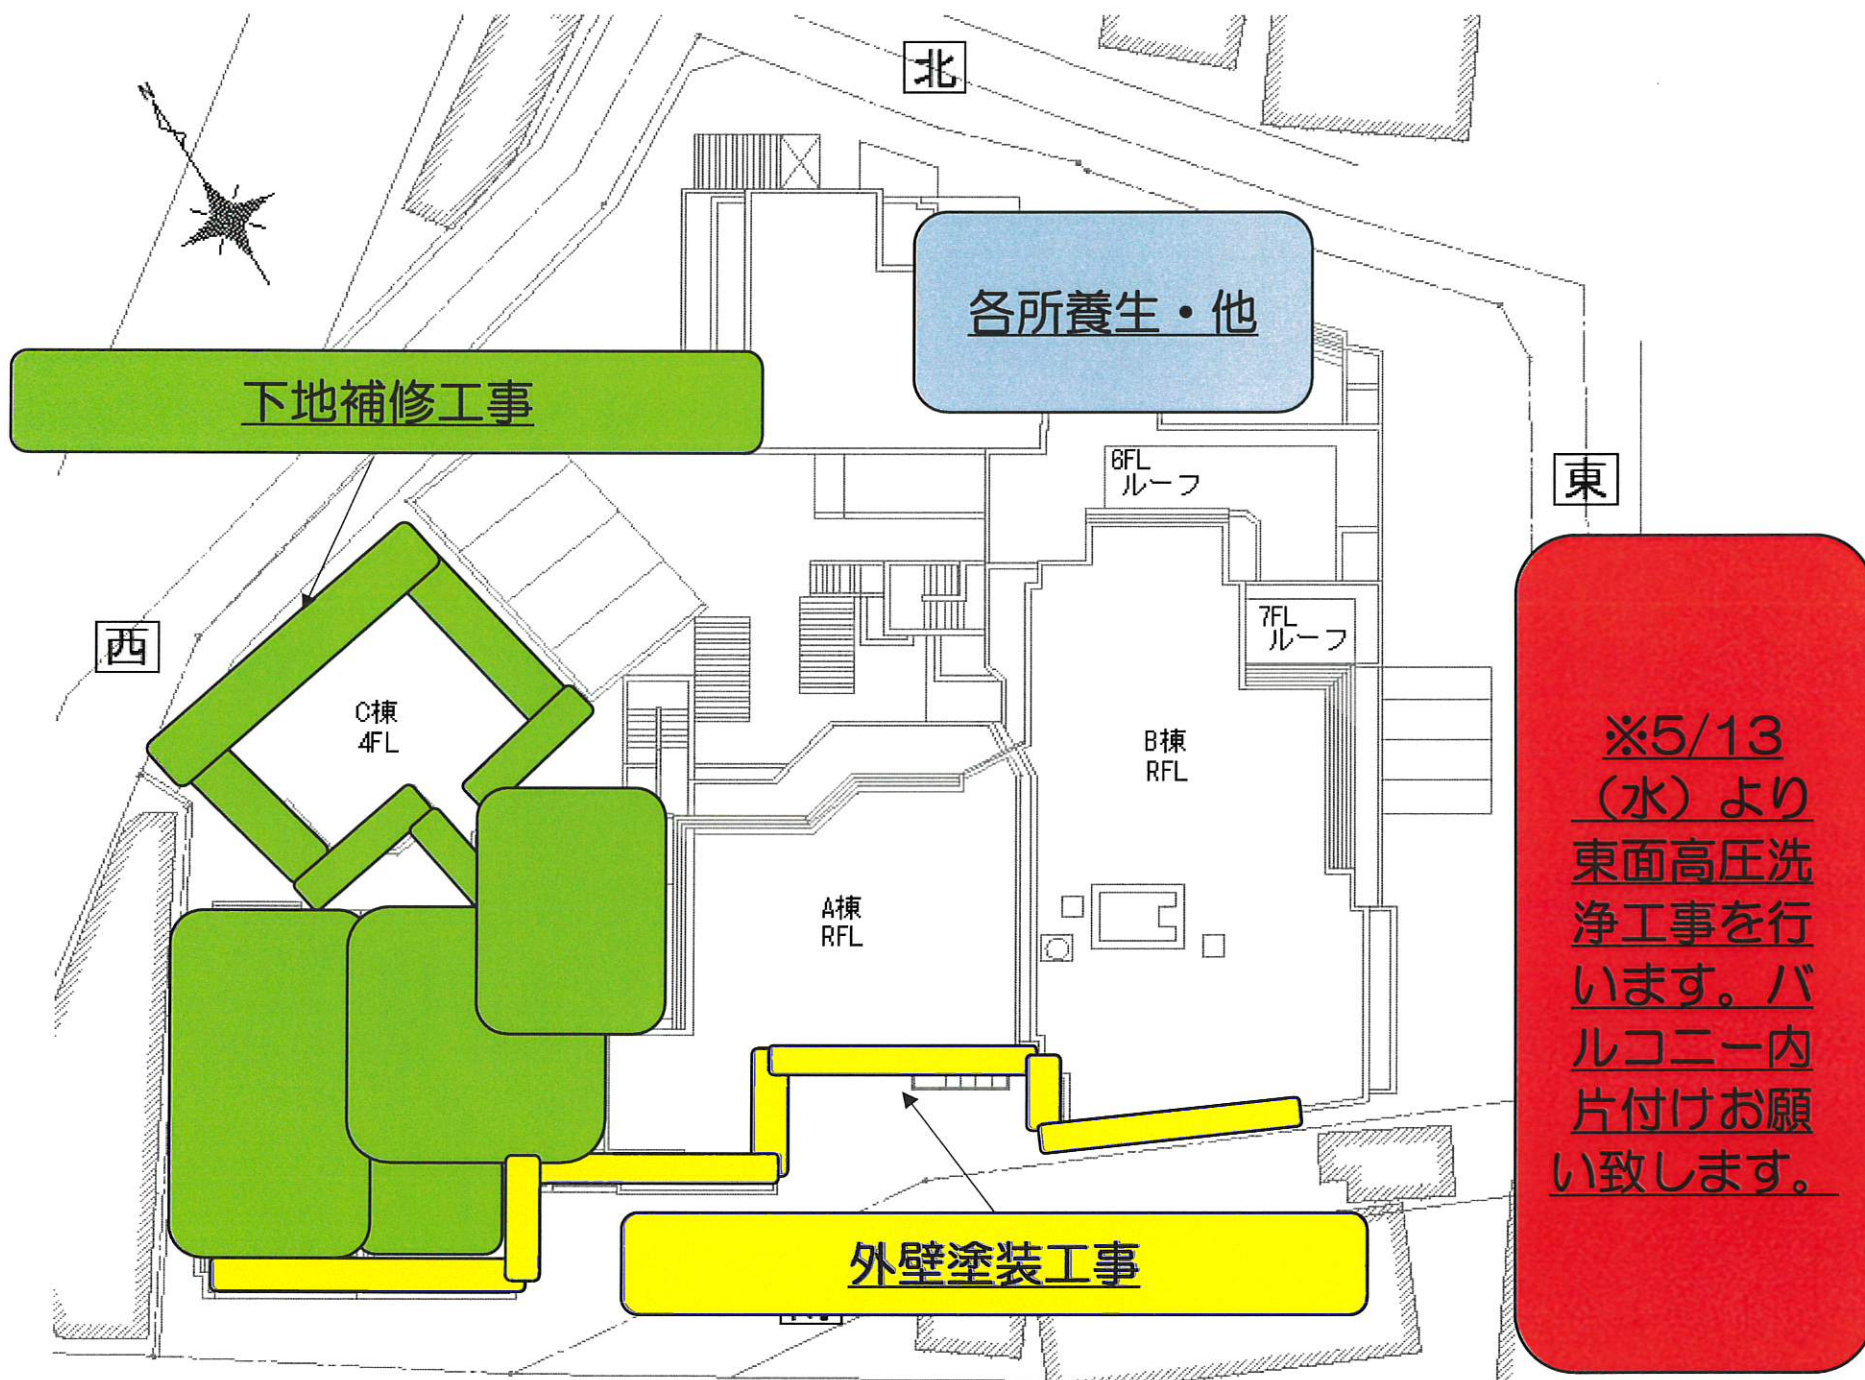 北
N
各所養生・他
下地補修工事
6FL
ルーフ
東
7FL
ルーフ
西
C棟
4FL
B棟
RFL
A棟
RFL
※5/13
（水）より
東面高圧洗
浄工事を行
います。バ
ルコニー内
片付けお願
い致します。
外壁塗装工事